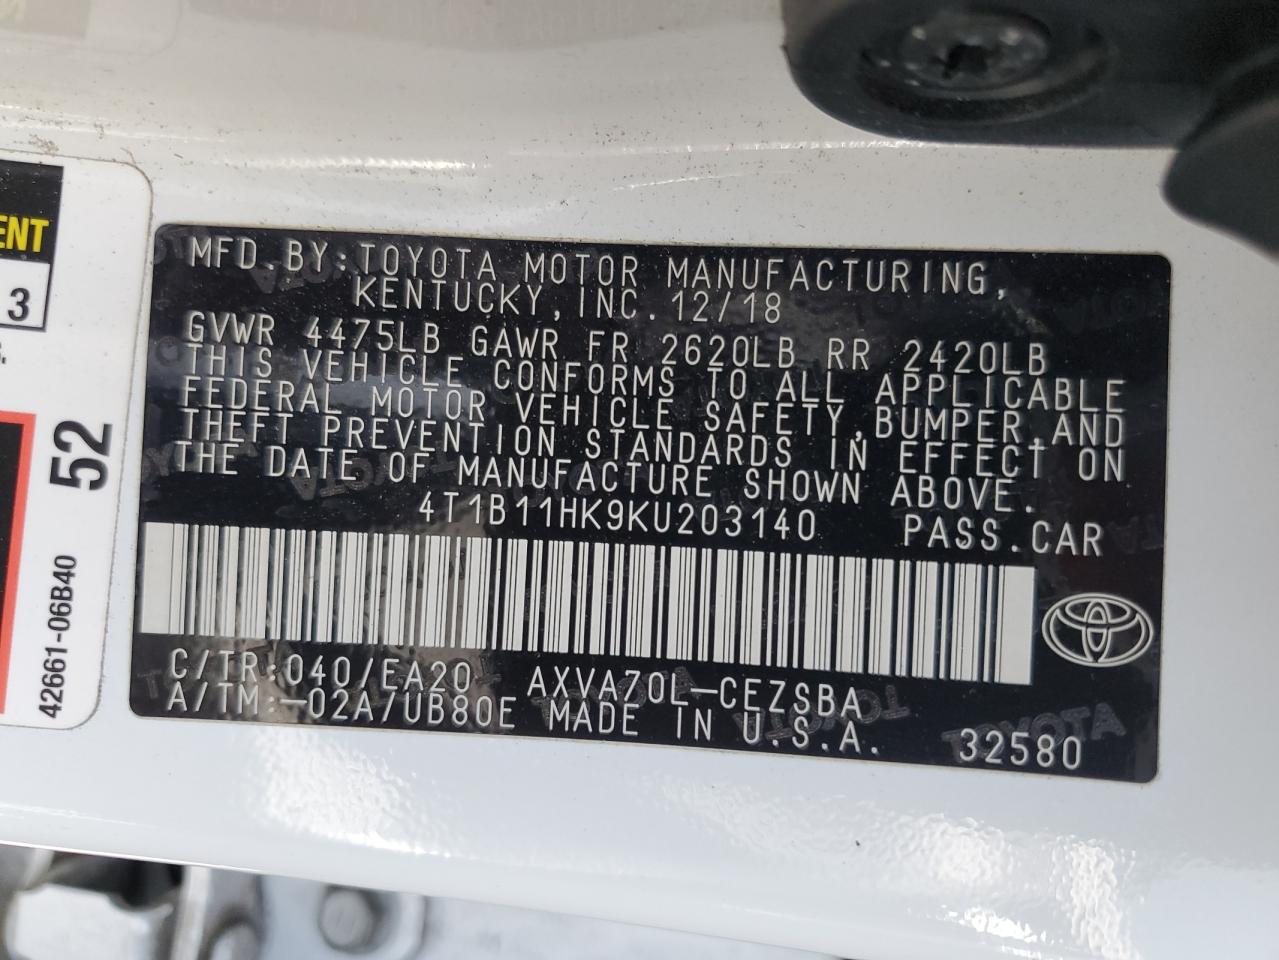 MFD.BY:TOYOTA MOTOR MANUFACTURING,
KENTUCKY,INC.12/18
GVWR 4475LB GAWR FR 2620LB RR 2420LB
THIS VEHICLE CONFORMS TO ALL APPLICABLE
FEDERAL MOTOR VEHICLE SAFETY,BUMPER,AND
THEFT PREVENTION STANDARDS IN EFFECT ON
THE DATE OF MANUFACTURE SHOWN ABOVE.
4T1B11HK9KU203140 PASS.CAR
C/TR:040/EA20 AXVA70L-CEZSBA
A/TM:-02A/UB80E MADE IN U.S.A. 32580
TOYOTA
3
52
42661-06B40